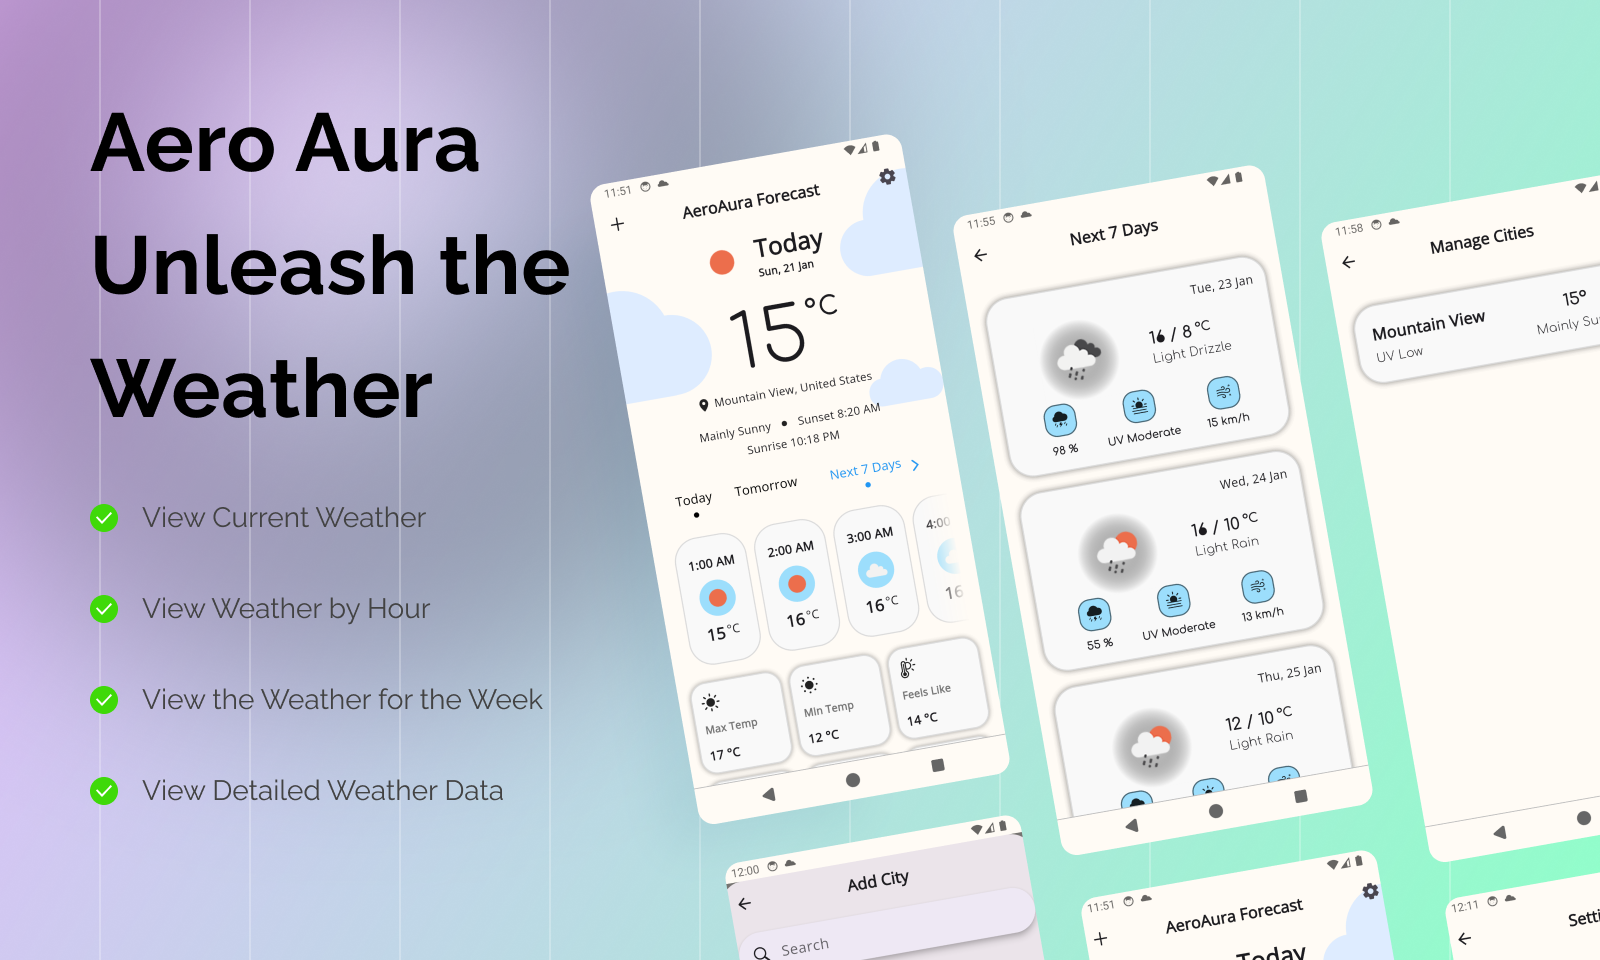 Aero Aura
Unleash the
Weather
View Current Weather
View Weather by Hour
View the Weather for the Week
View Detailed Weather Data
11:51
AeroAura Forecast
Today
Sun, 21 Jan
15°C
Mountain View, United States
Mainly Sunny • Sunset 8:20 AM
Sunrise 10:18 PM
Today Tomorrow Next 7 Days
1:00 AM 2:00 AM 3:00 AM 4:00
15°C 16°C 16°C 16
Max Temp Min Temp Feels Like
17 °C 12 °C 14 °C
11:55
Next 7 Days
Tue, 23 Jan
16 / 8 °C
Light Drizzle
98 % UV Moderate 15 km/h
Wed, 24 Jan
16 / 10 °C
Light Rain
55 % UV Moderate 13 km/h
Thu, 25 Jan
12 / 10 °C
Light Rain
11:58
Manage Cities
Mountain View 15°
UV Low Mainly
12:00
Add City
Search
11:51
AeroAura Forecast
Today
12:11